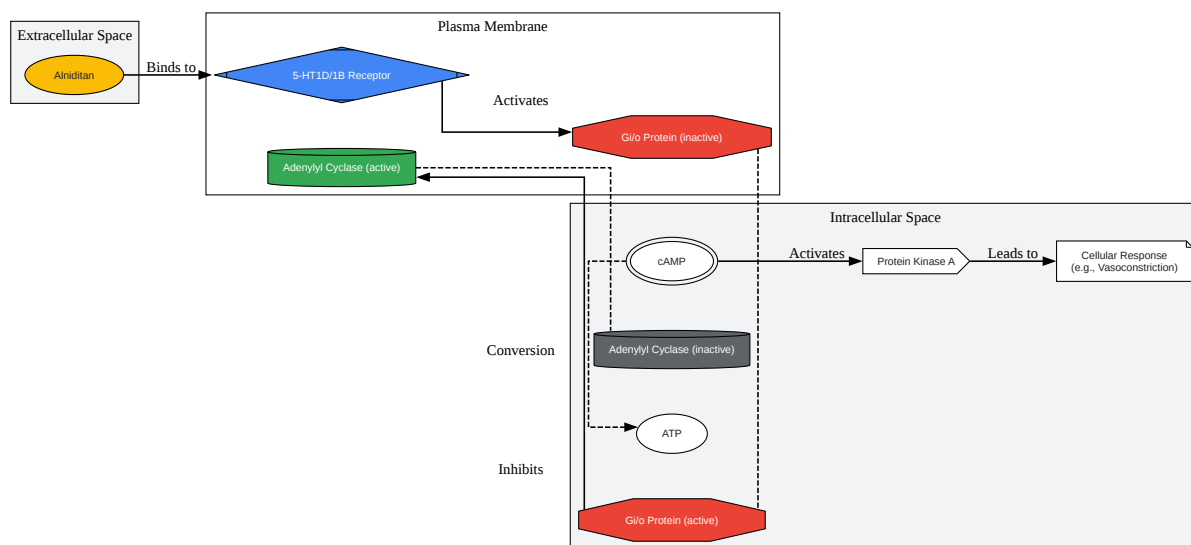 Extracellular Space
Alniditan
Binds to
Plasma Membrane
5-HT1D/1B Receptor
Activates
Gi/o Protein (inactive)
Adenylyl Cyclase (active)
Intracellular Space
cAMP
Activates
Protein Kinase A
Leads to
Cellular Response
(e.g., Vasoconstriction)
Conversion
Adenylyl Cyclase (inactive)
ATP
Inhibits
Gi/o Protein (active)